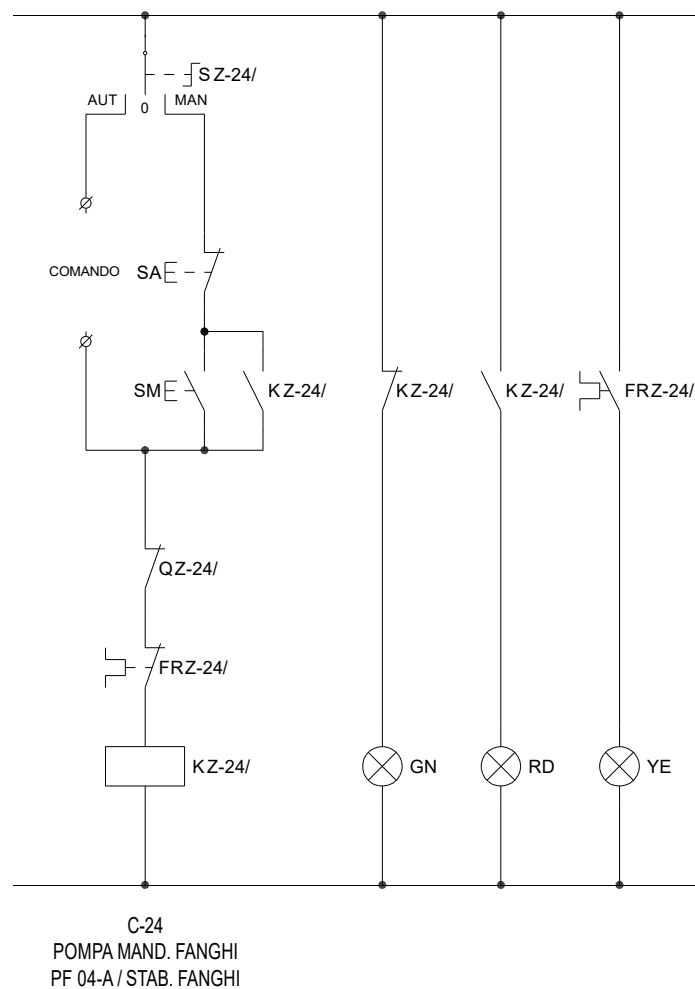 SZ-24/
AUT
0
MAN
COMANDO
SA
SM
KZ-24/
KZ-24/
KZ-24/
FRZ-24/
QZ-24/
FRZ-24/
KZ-24/
GN
RD
YE
C-24
POMPA MAND. FANGHI
PF 04-A / STAB. FANGHI